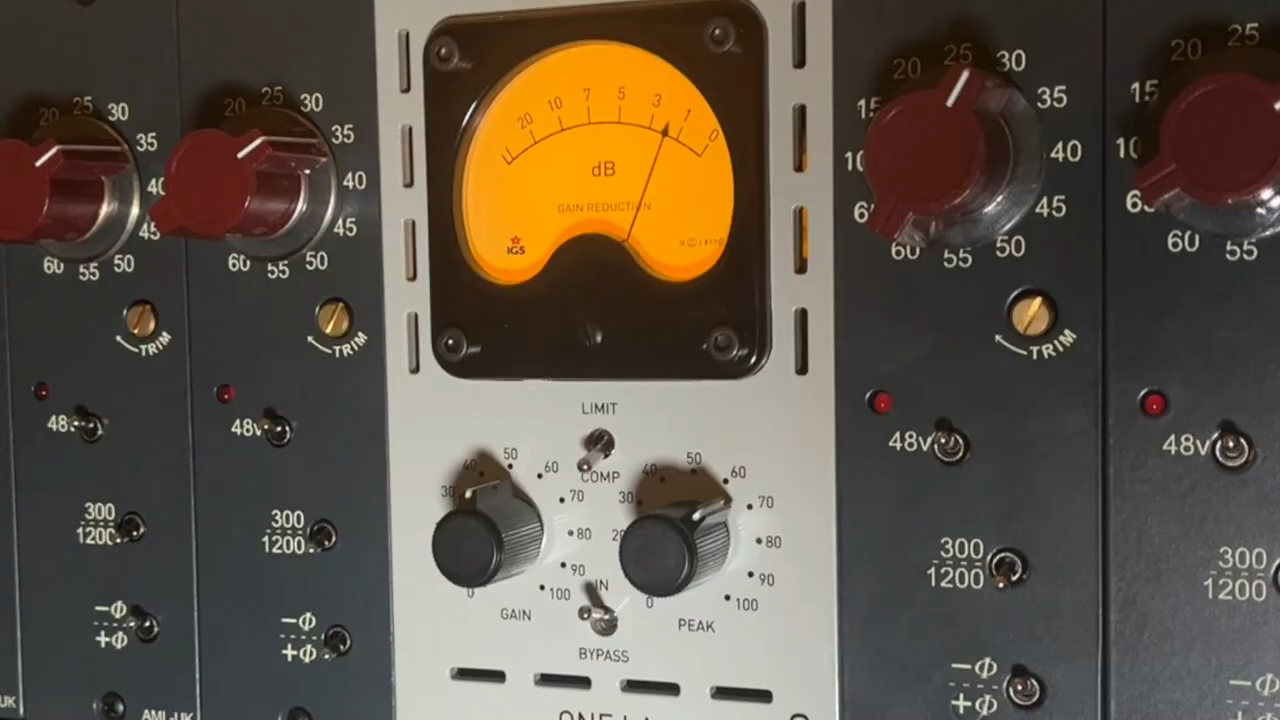 20 25 30
35
40
45
60 55 50
TRIM
48v
300
1200
-Φ
+Φ
UK
AML-UK
20 25 30
35
40
45
60 55 50
TRIM
48v
300
1200
-Φ
+Φ
20 10 7 5 3 1 0
dB
GAIN REDUCTION
IGS
LIMIT
COMP
30 40 50 60
70
80
90
0 100
GAIN
20 30 40 50 60
70
80
90
0 100
PEAK
IN
BYPASS
15 20 25 30
35
10 40
45
60 55 50
TRIM
48v
300
1200
-Φ
+Φ
20 25
15
10
60 55
48v
300
1200
-Φ